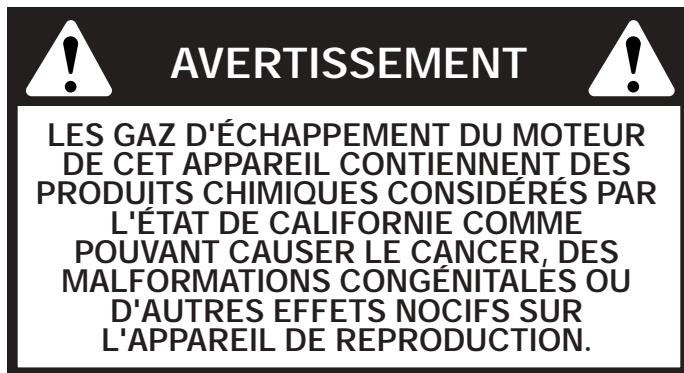 AVERTISSEMENT
LES GAZ D'ÉCHAPPEMENT DU MOTEUR
DE CET APPAREIL CONTIENNENT DES
PRODUITS CHIMIQUES CONSIDÉRÉS PAR
L'ÉTAT DE CALIFORNIE COMME
POUVANT CAUSER LE CANCER, DES
MALFORMATIONS CONGÉNITALES OU
D'AUTRES EFFETS NOCIFS SUR
L'APPAREIL DE REPRODUCTION.